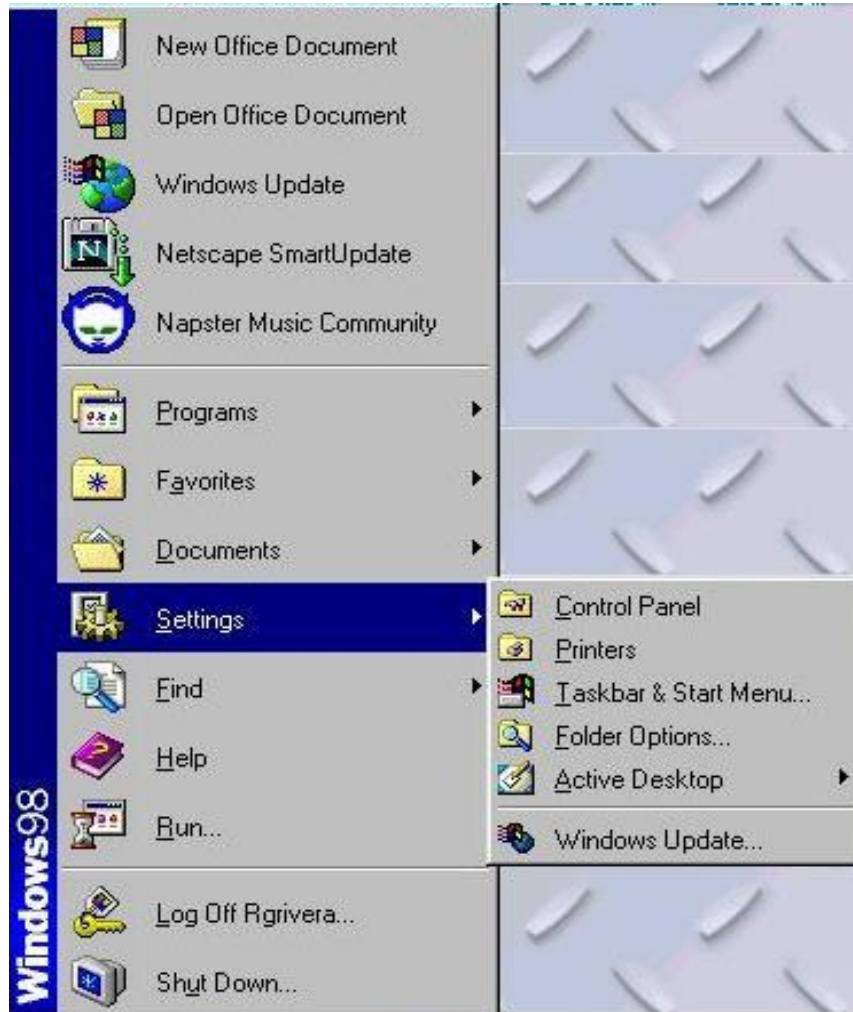 New Office Document
Open Office Document
Windows Update
Netscape SmartUpdate
Napster Music Community
Programs
Favorites
Documents
Settings
Find
Help
Run...
Log Off Rgrivera...
Shut Down...
Control Panel
Printers
Taskbar & Start Menu...
Folder Options...
Active Desktop
Windows Update...
Windows98
N